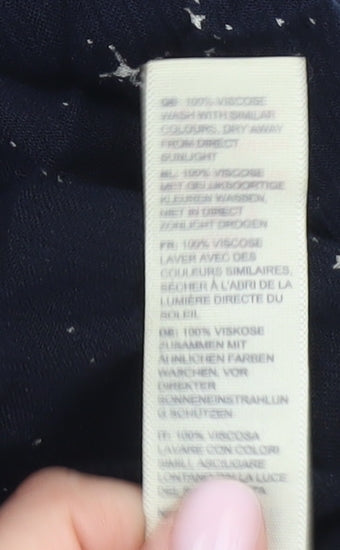 GB: 100% VISCOSE
WASH WITH SIMILAR
COLOURS, DRY AWAY
FROM DIRECT
SUNLIGHT
NL: 100% VISCOSE
MET GELIJKSOORTIGE
KLEUREN WASSEN,
NIET IN DIRECT
ZONLICHT DROGEN
FR: 100% VISCOSE
LAVER AVEC DES
COULEURS SIMILAIRES,
SÉCHER À L'ABRI DE LA
LUMIÈRE DIRECTE DU
SOLEIL
DE: 100% VISKOSE
ZUSAMMEN MIT
ÄHNLICHEN FARBEN
WASCHEN, VOR
DIREKTER
SONNENEINSTRAHLUN
G SCHÜTZEN
IT: 100% VISCOSA
LAVARE CON COLORI
SIMILI, ASCIUGARE
LONTANO DALLA LUCE
DEL